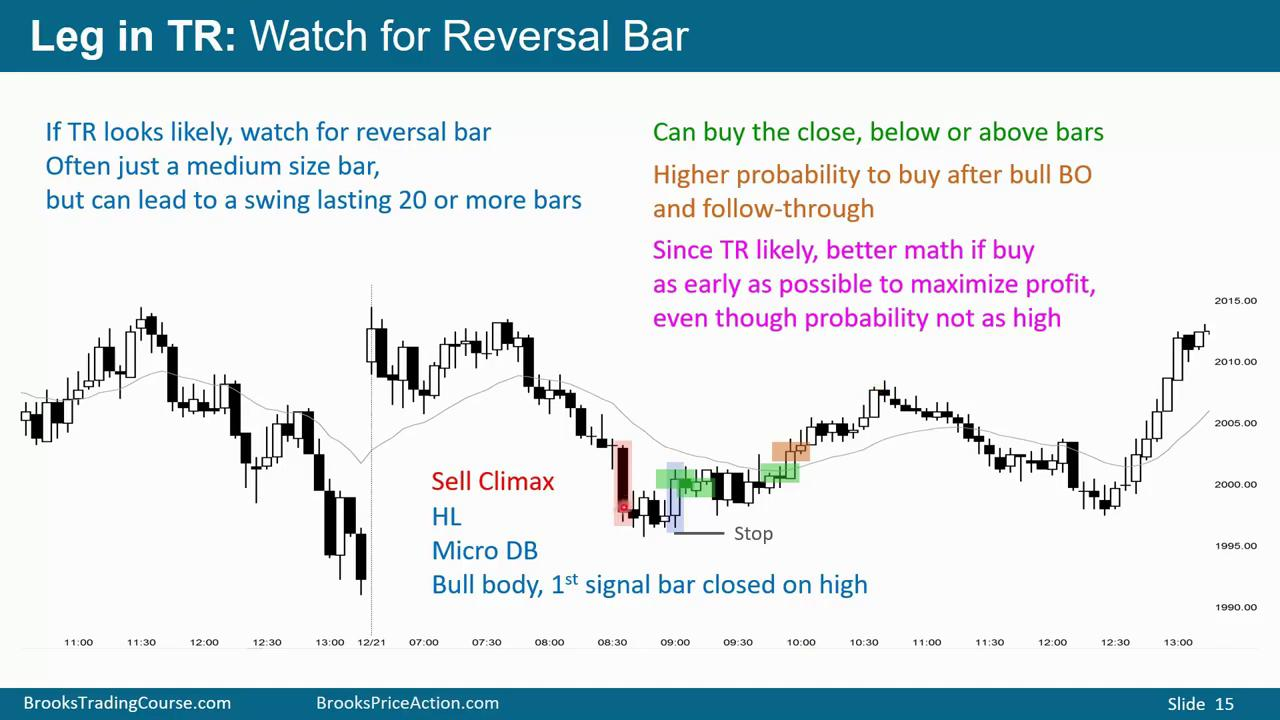 Leg in TR: Watch for Reversal Bar
If TR looks likely, watch for reversal bar
Often just a medium size bar,
but can lead to a swing lasting 20 or more bars
Can buy the close, below or above bars
Higher probability to buy after bull BO
and follow-through
Since TR likely, better math if buy
as early as possible to maximize profit,
even though probability not as high
2015.00
2010.00
2005.00
2000.00
1995.00
1990.00
Sell Climax
HL
Micro DB
Bull body, 1st signal bar closed on high
Stop
11:00 11:30 12:00 12:30 13:00 12/21 07:00 07:30 08:00 08:30 09:00 09:30 10:00 10:30 11:00 11:30 12:00 12:30 13:00
BrooksTradingCourse.com BrooksPriceAction.com Slide 15